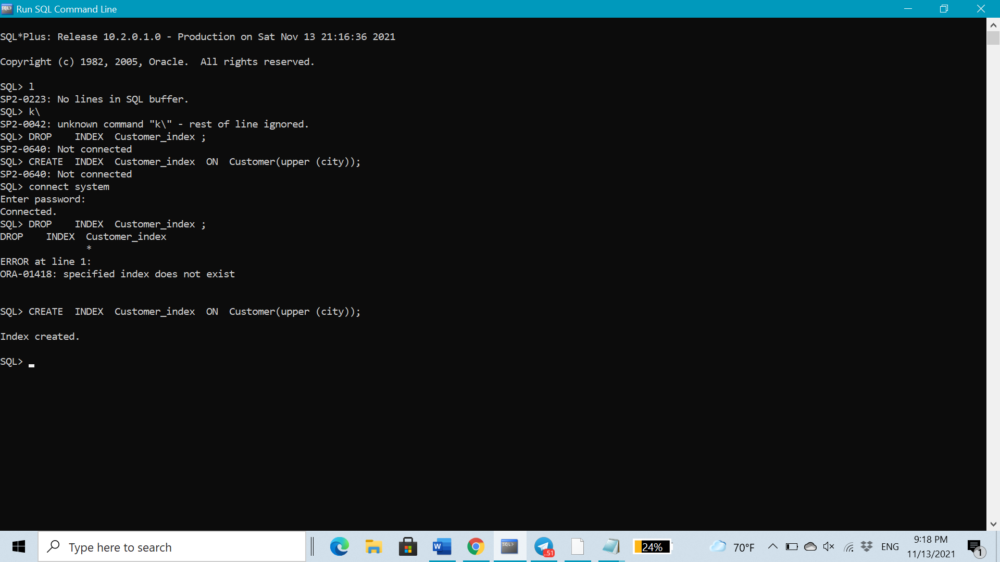 Run SQL Command Line
SQL*Plus: Release 10.2.0.1.0 - Production on Sat Nov 13 21:16:36 2021
Copyright (c) 1982, 2005, Oracle.  All rights reserved.
SQL> l
SP2-0223: No lines in SQL buffer.
SQL> k\
SP2-0042: unknown command "k\" - rest of line ignored.
SQL> DROP    INDEX  Customer_index ;
SP2-0640: Not connected
SQL> CREATE  INDEX  Customer_index  ON  Customer(upper (city));
SP2-0640: Not connected
SQL> connect system
Enter password:
Connected.
SQL> DROP    INDEX  Customer_index ;
DROP    INDEX  Customer_index
*
ERROR at line 1:
ORA-01418: specified index does not exist
SQL> CREATE  INDEX  Customer_index  ON  Customer(upper (city));
Index created.
SQL>
Type here to search
W
SQL>
..51
24%
70°F
ENG
9:18 PM
11/13/2021
1